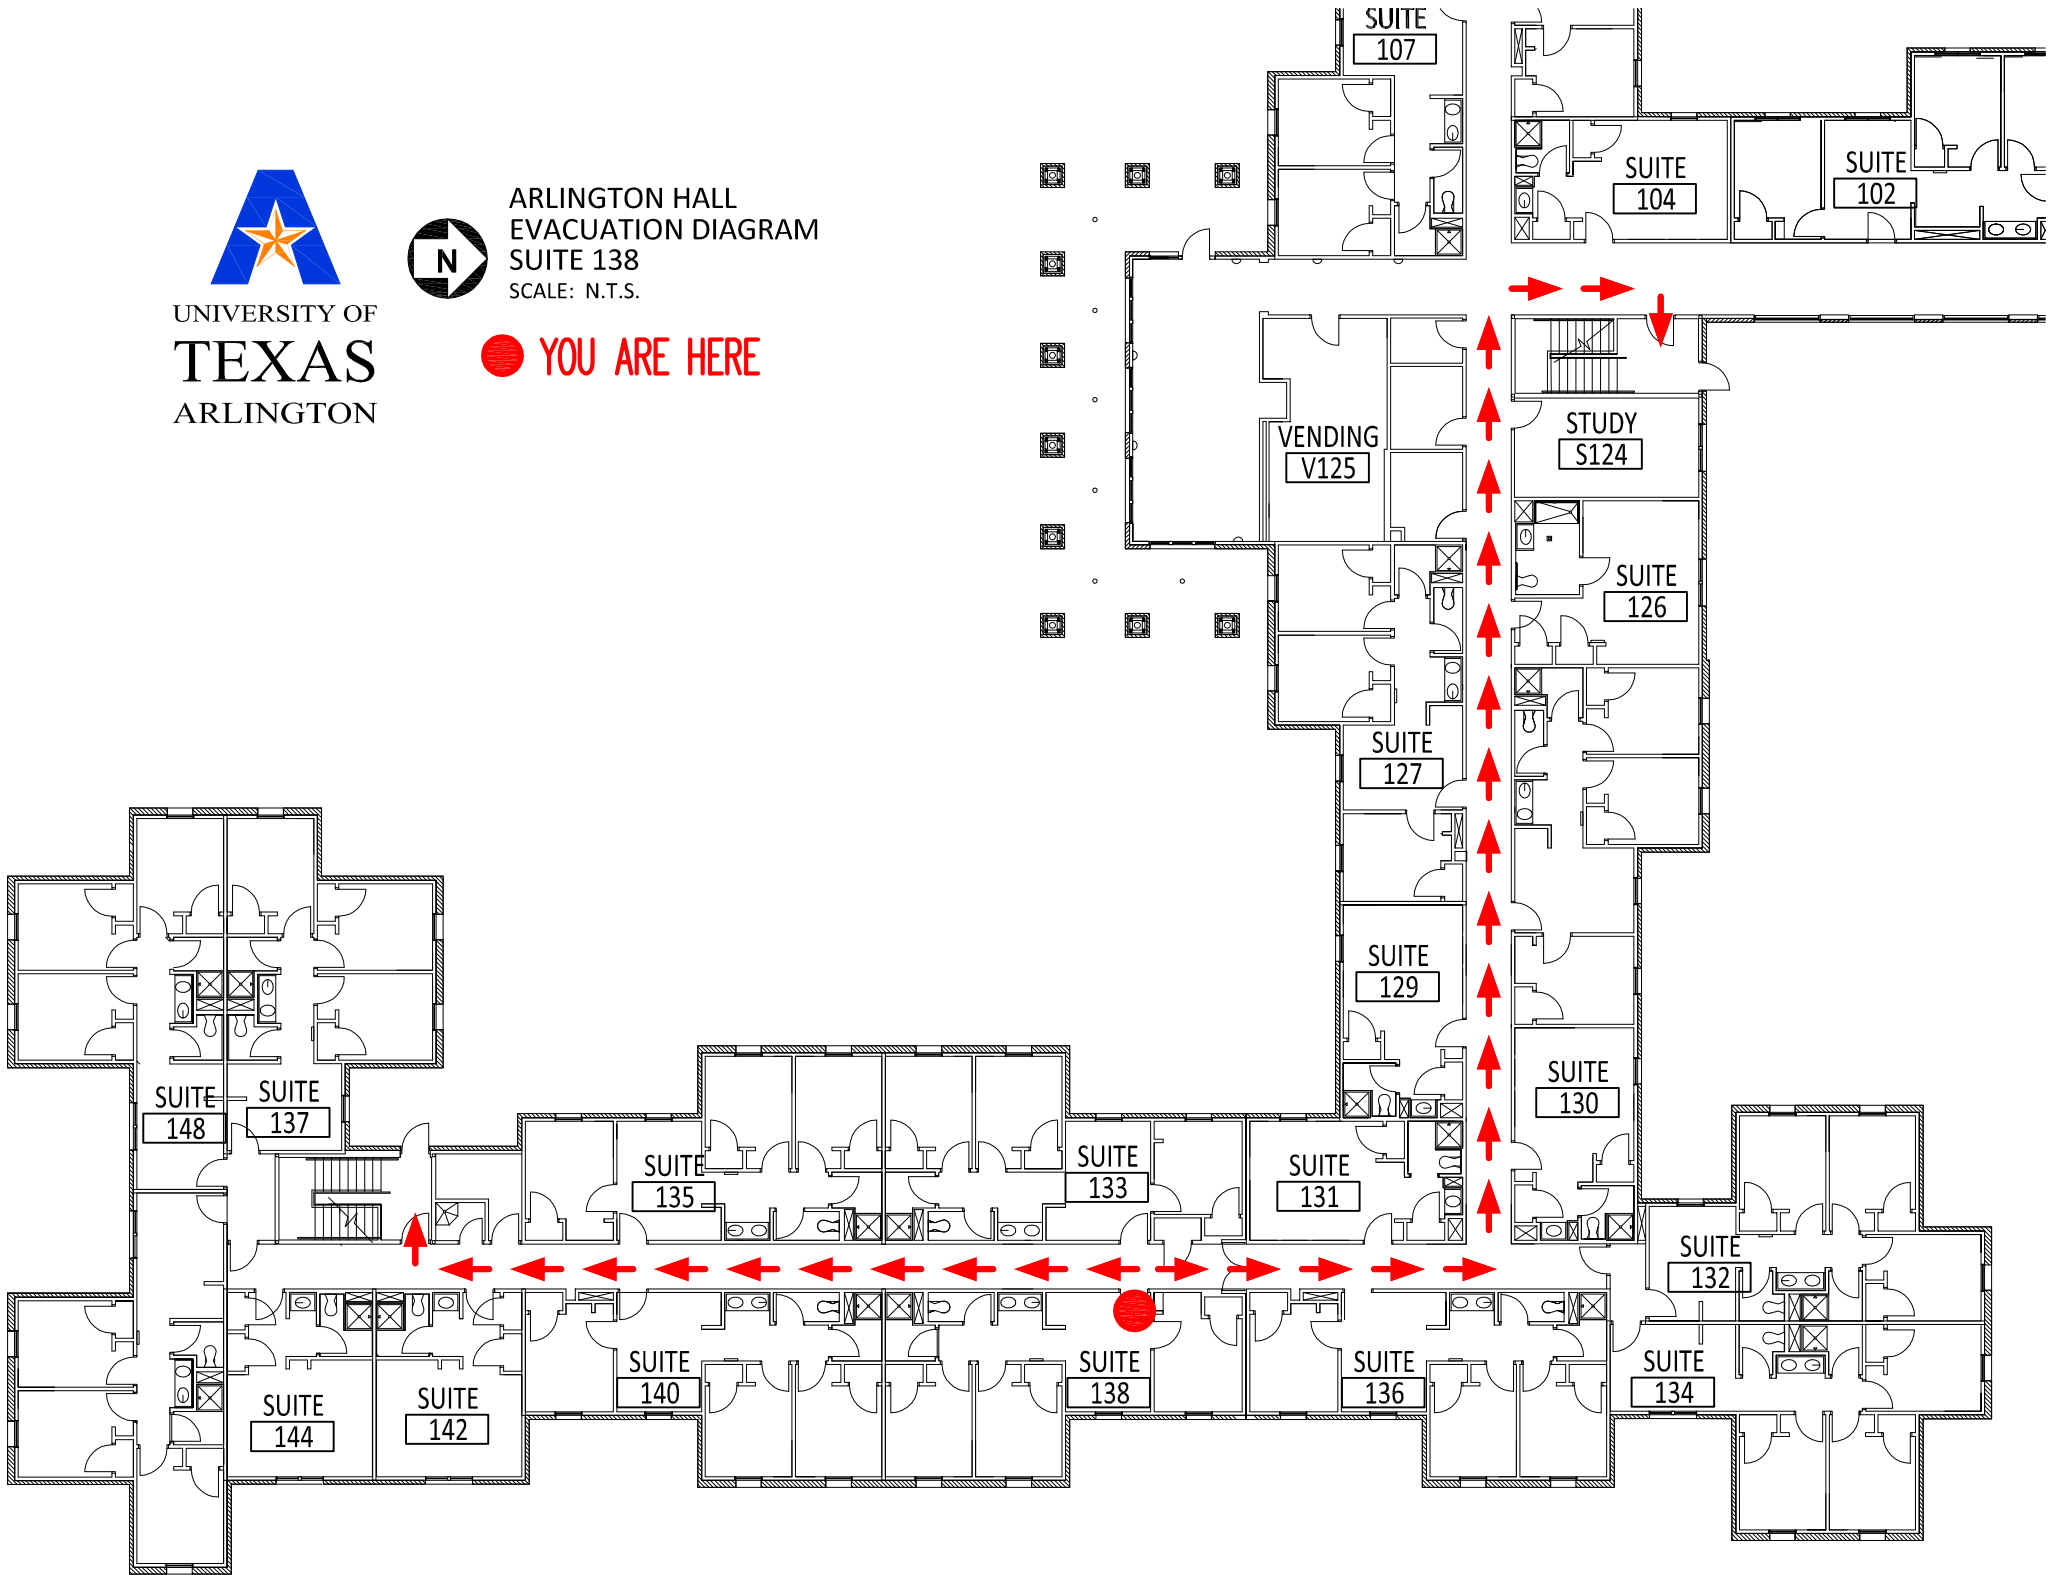 SUITE
107
SUITE
104
SUITE
102
UNIVERSITY OF
TEXAS
ARLINGTON
N
ARLINGTON HALL
EVACUATION DIAGRAM
SUITE 138
SCALE: N.T.S.
YOU ARE HERE
VENDING
V125
STUDY
S124
SUITE
126
SUITE
127
SUITE
129
SUITE
130
SUITE
148
SUITE
137
SUITE
135
SUITE
133
SUITE
131
SUITE
132
SUITE
144
SUITE
142
SUITE
140
SUITE
138
SUITE
136
SUITE
134